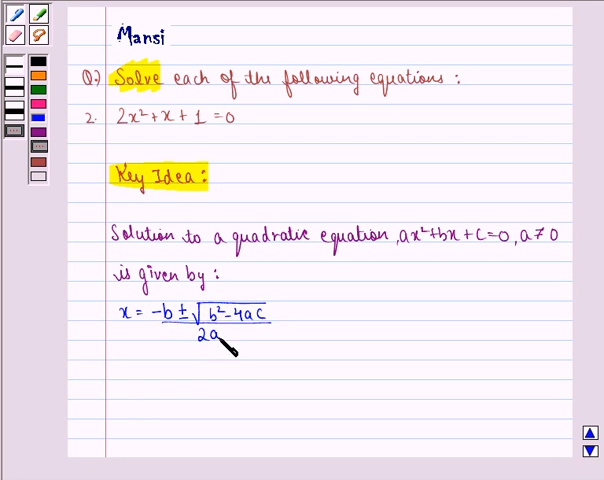 Mansi
Q.) Solve each of the following equations :
2. 2x²+x+1=0
Key Idea :
Solution to a quadratic equation, ax²+bx+c=0, a≠0
is given by :
x = -b ± √b²-4ac
2a